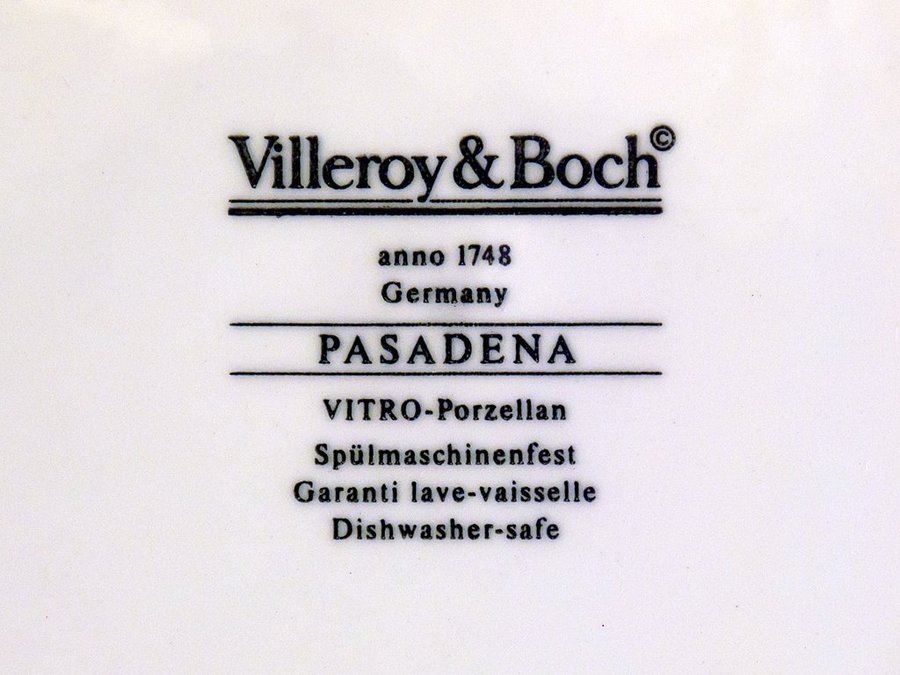 Villeroy & Boch©
anno 1748
Germany
PASADENA
VITRO-Porzellan
Spülmaschinenfest
Garanti lave-vaisselle
Dishwasher-safe